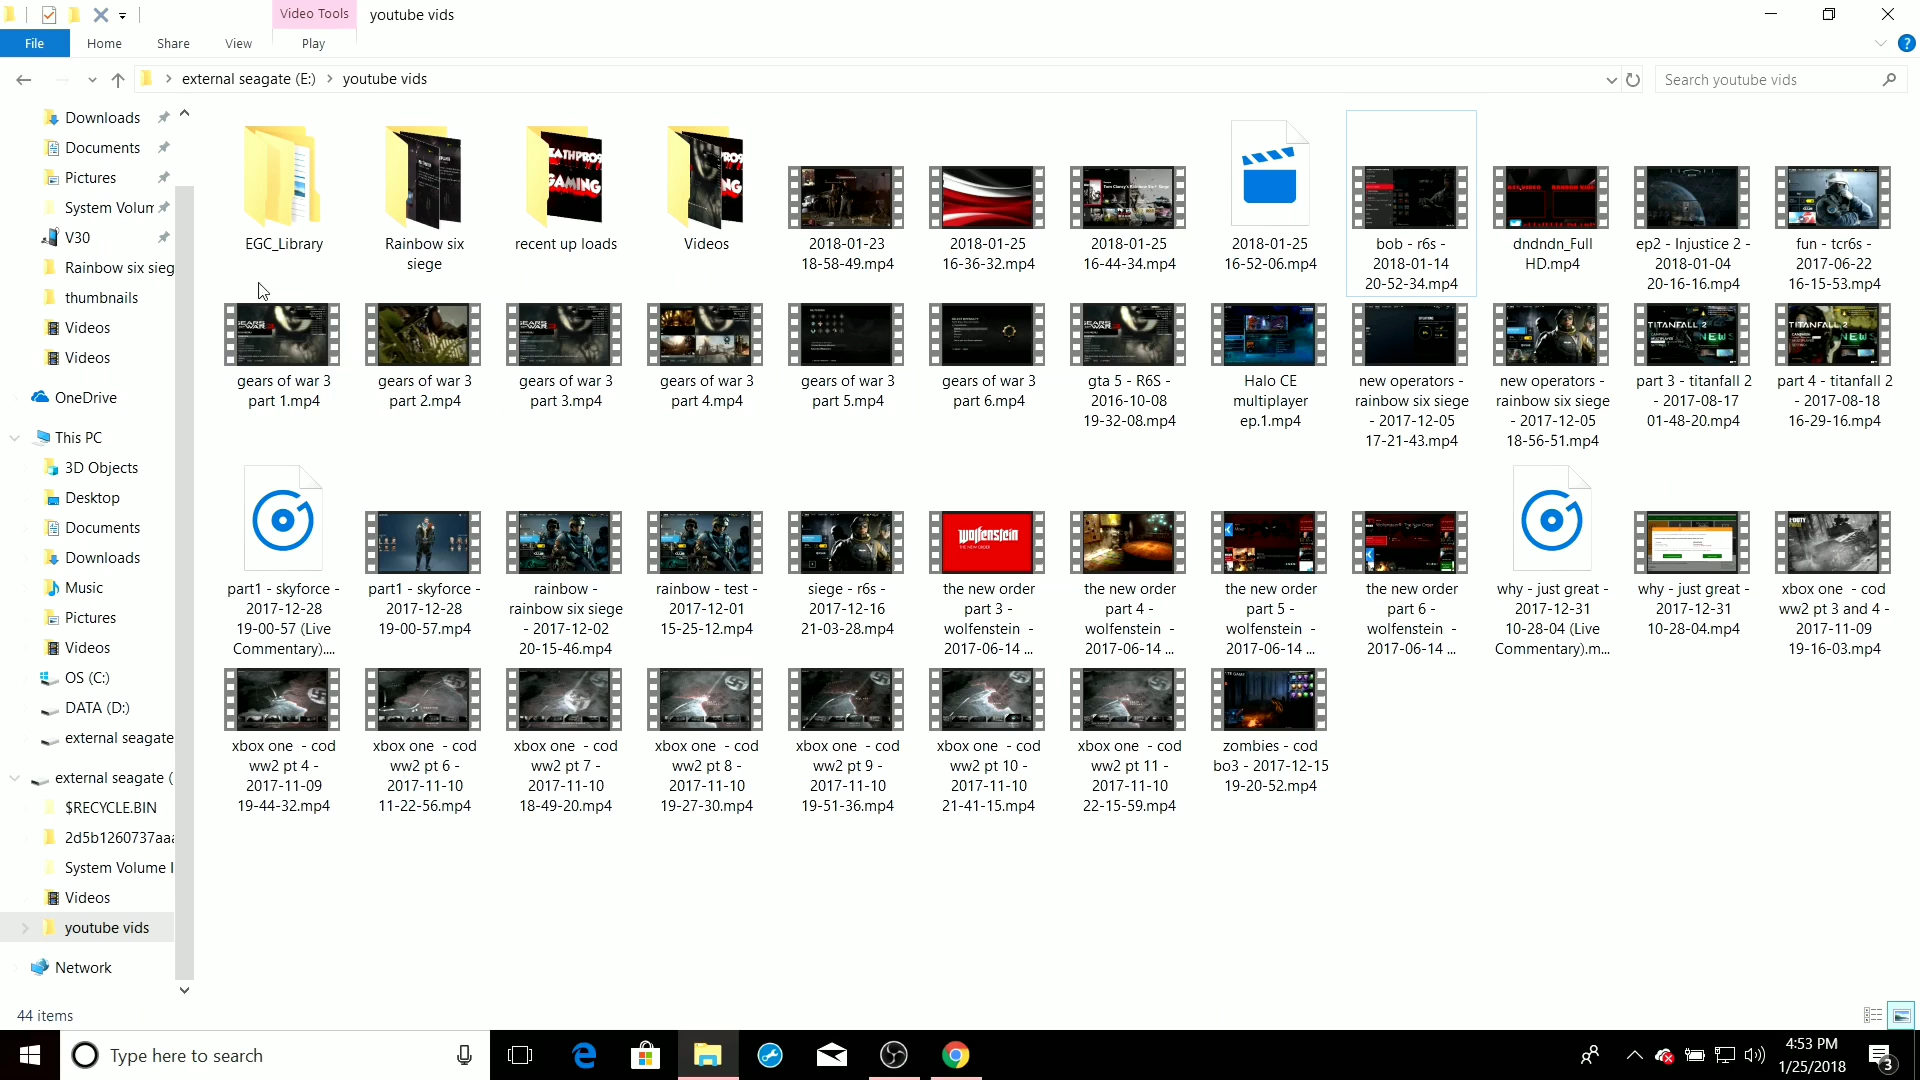 Video Tools
youtube vids
File
Home
Share
View
Play
external seagate (E:)
youtube vids
Search youtube vids
Downloads
Documents
Pictures
System Volum
V30
Rainbow six sieg
thumbnails
Videos
Videos
OneDrive
This PC
3D Objects
Desktop
Documents
Downloads
Music
Pictures
Videos
OS (C:)
DATA (D:)
external seagate
external seagate (
$RECYCLE.BIN
2d5b1260737aaa
System Volume I
Videos
youtube vids
Network
EGC_Library
Rainbow six
siege
recent up loads
Videos
2018-01-23
18-58-49.mp4
2018-01-25
16-36-32.mp4
2018-01-25
16-44-34.mp4
2018-01-25
16-52-06.mp4
bob - r6s -
2018-01-14
20-52-34.mp4
dndndn_Full
HD.mp4
ep2 - Injustice 2 -
2018-01-04
20-16-16.mp4
fun - tcr6s -
2017-06-22
16-15-53.mp4
gears of war 3
part 1.mp4
gears of war 3
part 2.mp4
gears of war 3
part 3.mp4
gears of war 3
part 4.mp4
gears of war 3
part 5.mp4
gears of war 3
part 6.mp4
gta 5 - R6S -
2016-10-08
19-32-08.mp4
Halo CE
multiplayer
ep.1.mp4
new operators -
rainbow six siege
- 2017-12-05
17-21-43.mp4
new operators -
rainbow six siege
- 2017-12-05
18-56-51.mp4
TITANFALL 2
NEWS
part 3 - titanfall 2
- 2017-08-17
01-48-20.mp4
TITANFALL 2
NEWS
part 4 - titanfall 2
- 2017-08-18
16-29-16.mp4
part1 - skyforce -
2017-12-28
19-00-57 (Live
Commentary)....
part1 - skyforce -
2017-12-28
19-00-57.mp4
rainbow -
rainbow six siege
- 2017-12-02
20-15-46.mp4
rainbow - test -
2017-12-01
15-25-12.mp4
siege - r6s -
2017-12-16
21-03-28.mp4
Wolfenstein
THE NEW ORDER
the new order
part 3 -
wolfenstein -
2017-06-14 ...
the new order
part 4 -
wolfenstein -
2017-06-14 ...
the new order
part 5 -
wolfenstein -
2017-06-14 ...
the new order
part 6 -
wolfenstein -
2017-06-14 ...
why - just great -
2017-12-31
10-28-04 (Live
Commentary).m...
why - just great -
2017-12-31
10-28-04.mp4
xbox one - cod
ww2 pt 3 and 4 -
2017-11-09
19-16-03.mp4
xbox one - cod
ww2 pt 4 -
2017-11-09
19-44-32.mp4
xbox one - cod
ww2 pt 6 -
2017-11-10
11-22-56.mp4
xbox one - cod
ww2 pt 7 -
2017-11-10
18-49-20.mp4
xbox one - cod
ww2 pt 8 -
2017-11-10
19-27-30.mp4
xbox one - cod
ww2 pt 9 -
2017-11-10
19-51-36.mp4
xbox one - cod
ww2 pt 10 -
2017-11-10
21-41-15.mp4
xbox one - cod
ww2 pt 11 -
2017-11-10
22-15-59.mp4
zombies - cod
bo3 - 2017-12-15
19-20-52.mp4
44 items
Type here to search
4:53 PM
1/25/2018
3